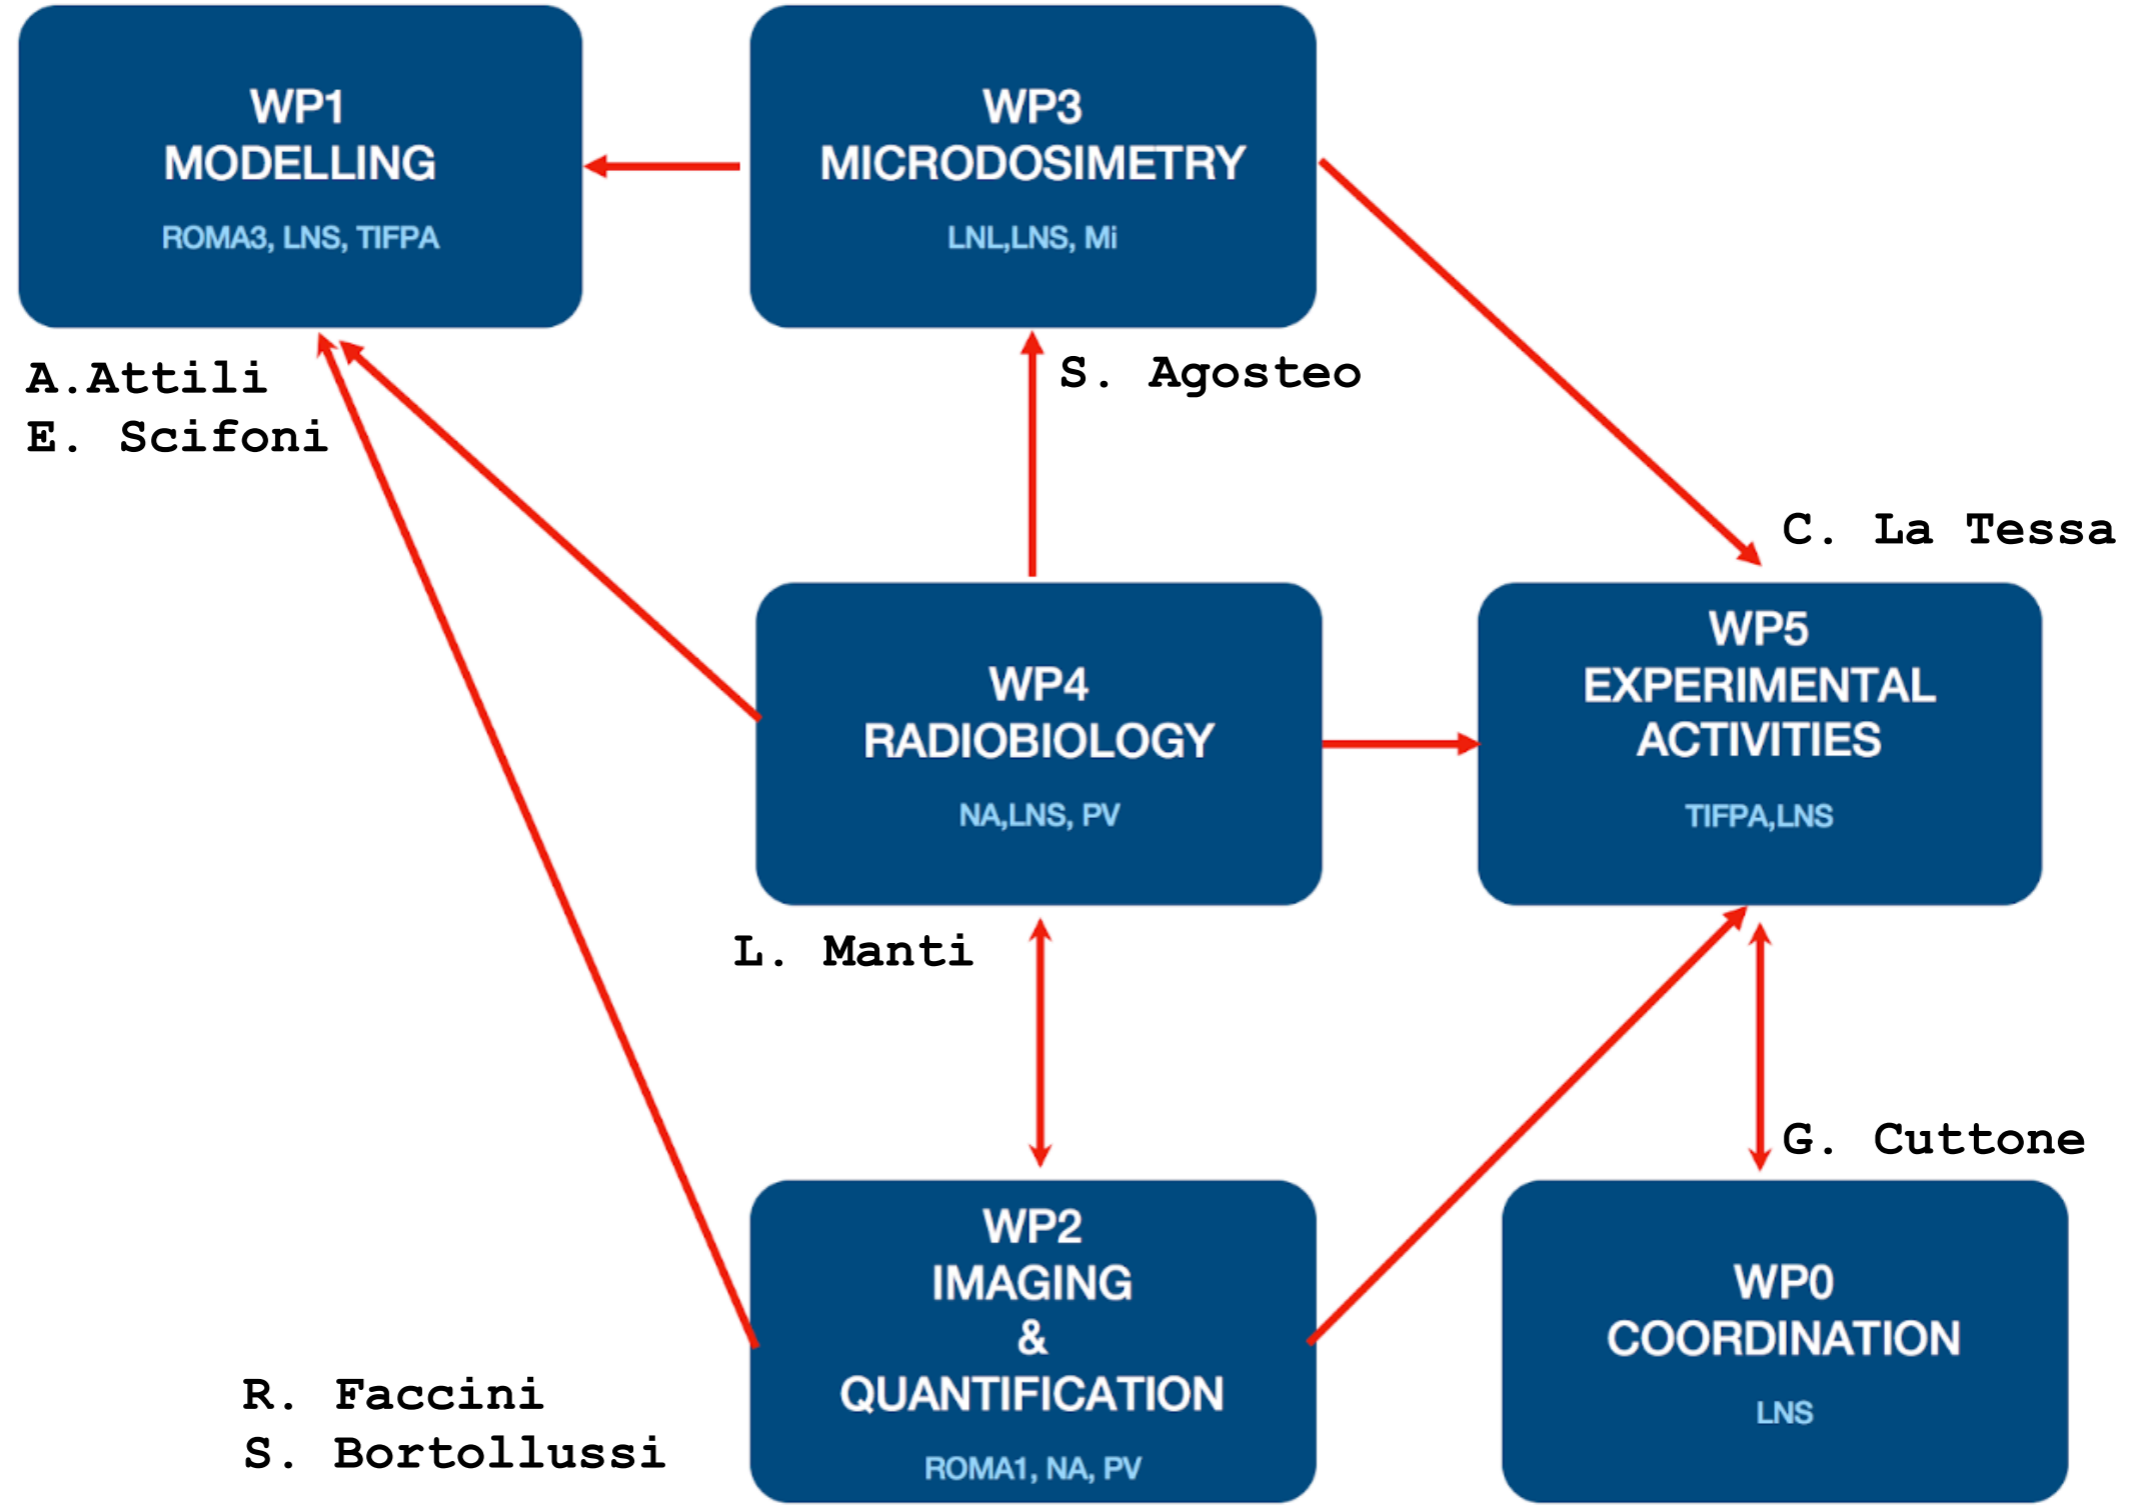 WP1
MODELLING
ROMA3, LNS, TIFPA
WP3
MICRODOSIMETRY
LNL,LNS, Mi
A.Attili
E. Scifoni
S. Agosteo
C. La Tessa
WP4
RADIOBIOLOGY
NA,LNS, PV
WP5
EXPERIMENTAL
ACTIVITIES
TIFPA,LNS
L. Manti
G. Cuttone
WP2
IMAGING
&
QUANTIFICATION
ROMA1, NA, PV
WP0
COORDINATION
LNS
R. Faccini
S. Bortollussi